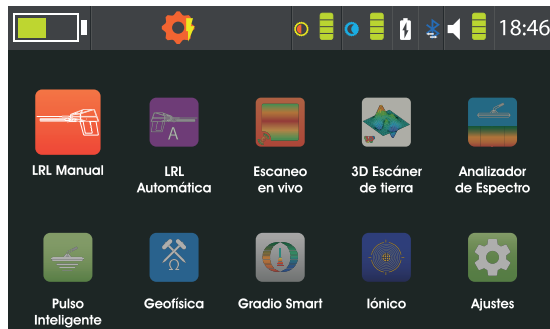 18:46
A
LRL Manual
LRL
Automática
Escaneo
en vivo
3D Escáner
de tierra
Analizador
de Espectro
Ω
Pulso
Inteligente
Geofísica
Gradio Smart
Iónico
Ajustes